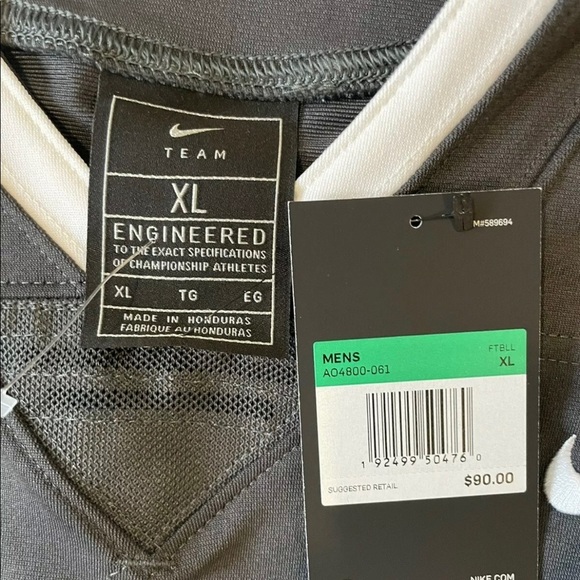 TEAM
XL
ENGINEERED
TO THE EXACT SPECIFICATIONS
OF CHAMPIONSHIP ATHLETES
XL TG EG
MADE IN HONDURAS
FABRIQUE AU HONDURAS
M#589694
MENS FTBLL
AO4800-061 XL
1 92499 50476 0
SUGGESTED RETAIL $90.00
NIKE.COM